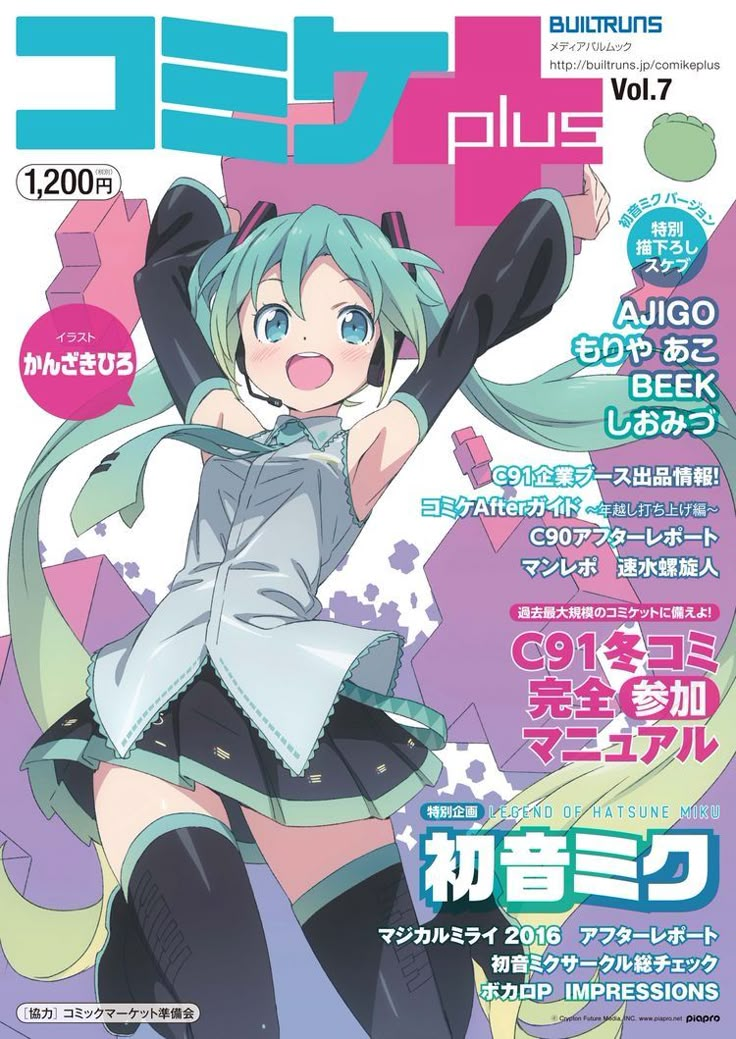 コミケ
plus
BUILTRUNS
メディアパルムック
http://builtruns.jp/comikeplus
Vol.7
1,200円(税別)
初音ミク バージョン
特別
描下ろし
スケブ
イラスト
かんざきひろ
AJIGO
もりや あこ
BEEK
しおみづ
C91企業ブース出品情報!
コミケAfterガイド ~年越し打ち上げ編~
C90アフターレポート
マンレポ 速水螺旋人
過去最大規模のコミケットに備えよ!
C91冬コミ
完全 参加
マニュアル
特別企画 LEGEND OF HATSUNE MIKU
初音ミク
マジカルミライ 2016 アフターレポート
初音ミクサークル総チェック
ボカロP IMPRESSIONS
[協力] コミックマーケット準備会
© Crypton Future Media, INC. www.piapro.net piapro